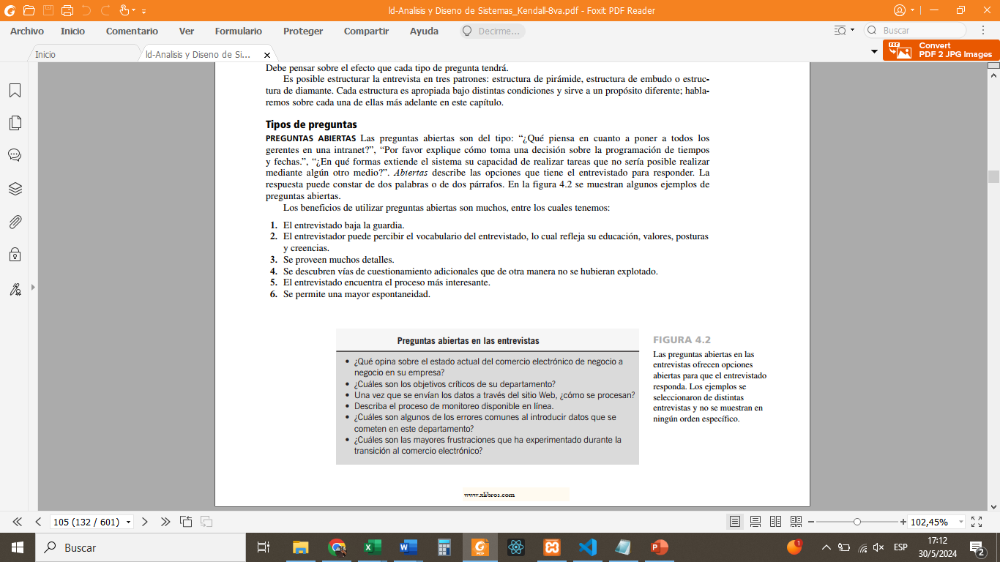 ld-Analisis y Diseno de Sistemas_Kendall-8va.pdf - Foxit PDF Reader
Archivo Inicio Comentario Ver Formulario Proteger Compartir Ayuda Decirme... Buscar
Inicio ld-Analisis y Diseno de Si...
Convert
PDF 2 JPG Images
Debe pensar sobre el efecto que cada tipo de pregunta tendrá.
Es posible estructurar la entrevista en tres patrones: estructura de pirámide, estructura de embudo o estruc-
tura de diamante. Cada estructura es apropiada bajo distintas condiciones y sirve a un propósito diferente; habla-
remos sobre cada una de ellas más adelante en este capítulo.
Tipos de preguntas
PREGUNTAS ABIERTAS Las preguntas abiertas son del tipo: “¿Qué piensa en cuanto a poner a todos los
gerentes en una intranet?”, “Por favor explique cómo toma una decisión sobre la programación de tiempos
y fechas.”, “¿En qué formas extiende el sistema su capacidad de realizar tareas que no sería posible realizar
mediante algún otro medio?”. Abiertas describe las opciones que tiene el entrevistado para responder. La
respuesta puede constar de dos palabras o de dos párrafos. En la figura 4.2 se muestran algunos ejemplos de
preguntas abiertas.
Los beneficios de utilizar preguntas abiertas son muchos, entre los cuales tenemos:
1. El entrevistado baja la guardia.
2. El entrevistador puede percibir el vocabulario del entrevistado, lo cual refleja su educación, valores, posturas
y creencias.
3. Se proveen muchos detalles.
4. Se descubren vías de cuestionamiento adicionales que de otra manera no se hubieran explotado.
5. El entrevistado encuentra el proceso más interesante.
6. Se permite una mayor espontaneidad.
Preguntas abiertas en las entrevistas
• ¿Qué opina sobre el estado actual del comercio electrónico de negocio a
negocio en su empresa?
• ¿Cuáles son los objetivos críticos de su departamento?
• Una vez que se envían los datos a través del sitio Web, ¿cómo se procesan?
• Describa el proceso de monitoreo disponible en línea.
• ¿Cuáles son algunos de los errores comunes al introducir datos que se
cometen en este departamento?
• ¿Cuáles son las mayores frustraciones que ha experimentado durante la
transición al comercio electrónico?
FIGURA 4.2
Las preguntas abiertas en las
entrevistas ofrecen opciones
abiertas para que el entrevistado
responda. Los ejemplos se
seleccionaron de distintas
entrevistas y no se muestran en
ningún orden específico.
www.xlibros.com
105 (132 / 601) 102,45%
Buscar ESP 17:12
30/5/2024 2